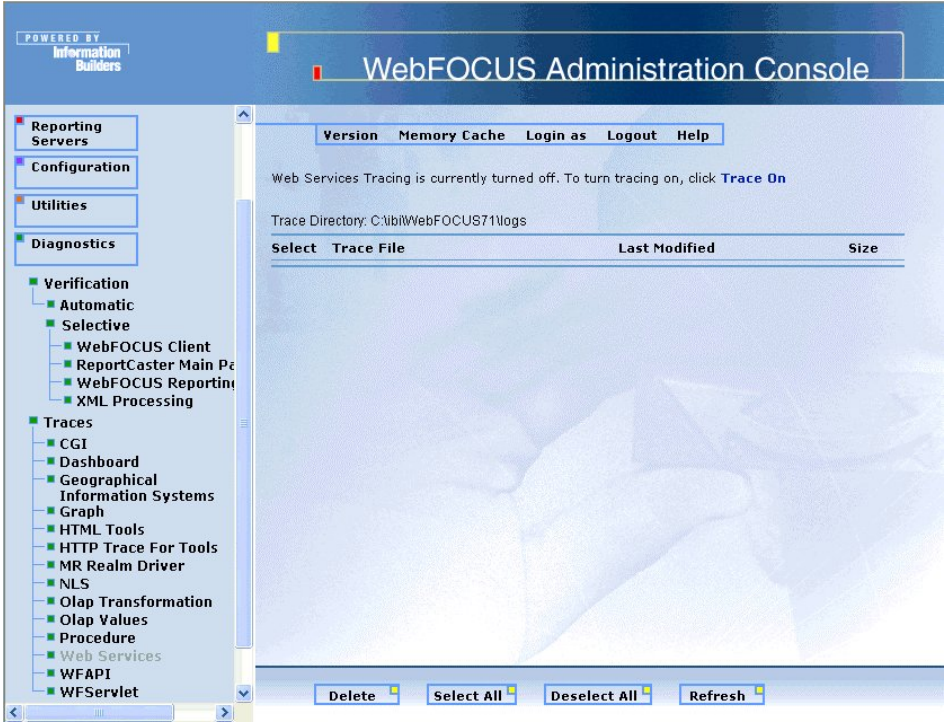 POWERED BY
Information
Builders
WebFOCUS Administration Console
Reporting
Servers
Configuration
Utilities
Diagnostics
Verification
Automatic
Selective
WebFOCUS Client
ReportCaster Main Pa
WebFOCUS Reporting
XML Processing
Traces
CGI
Dashboard
Geographical
Information Systems
Graph
HTML Tools
HTTP Trace For Tools
MR Realm Driver
NLS
Olap Transformation
Olap Values
Procedure
Web Services
WFAPI
WFServlet
Version Memory Cache Login as Logout Help
Web Services Tracing is currently turned off. To turn tracing on, click Trace On
Trace Directory: C:\ibi\WebFOCUS71\logs
Select Trace File Last Modified Size
Delete Select All Deselect All Refresh